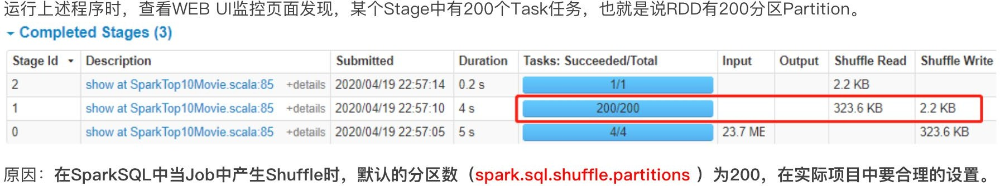 运行上述程序时，查看WEB UI监控页面发现，某个Stage中有200个Task任务，也就是说RDD有200分区Partition。
Completed Stages (3)
Stage Id Description Submitted Duration Tasks: Succeeded/Total Input Output Shuffle Read Shuffle Write
2 show at SparkTop10Movie.scala:85 +details 2020/04/19 22:57:14 0.2 s 1/1 2.2 KB
1 show at SparkTop10Movie.scala:85 +details 2020/04/19 22:57:10 4 s 200/200 323.6 KB 2.2 KB
0 show at SparkTop10Movie.scala:85 +details 2020/04/19 22:57:05 5 s 4/4 23.7 ME 323.6 KB
原因：在SparkSQL中当Job中产生Shuffle时，默认的分区数（spark.sql.shuffle.partitions ）为200，在实际项目中要合理的设置。